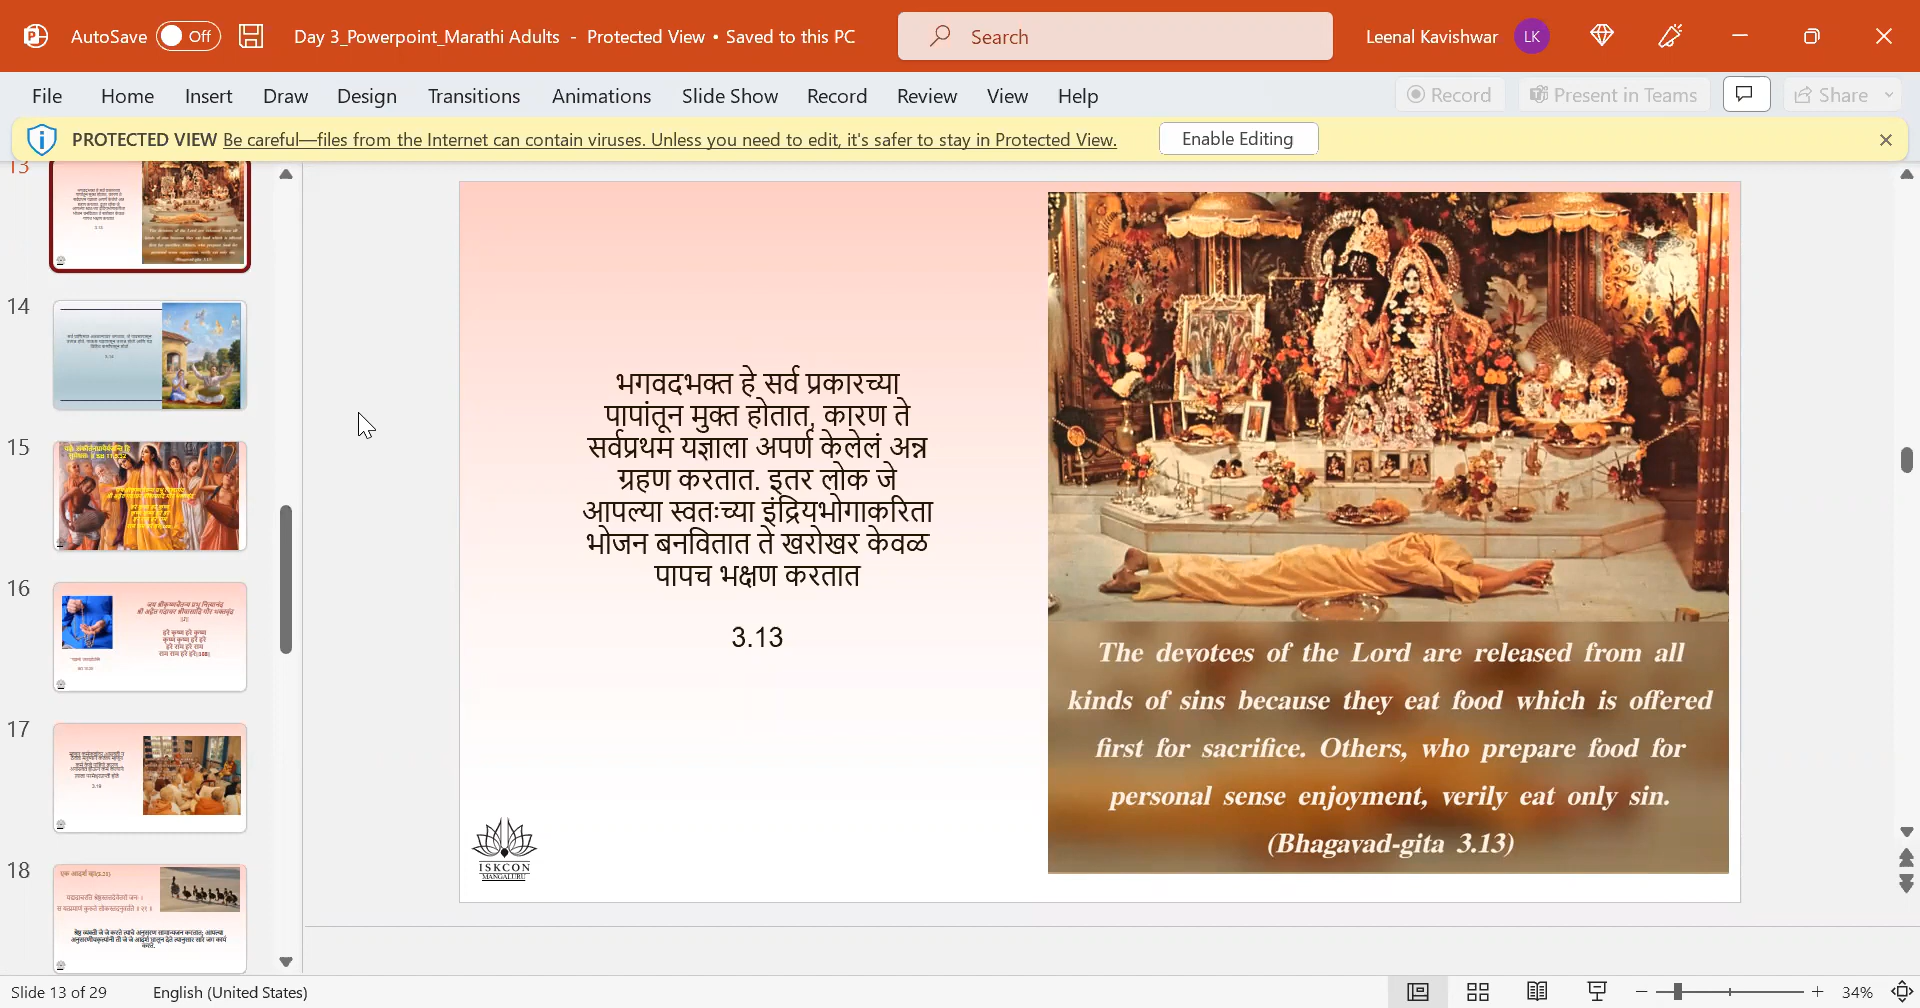 AutoSave Off Day 3_Powerpoint_Marathi Adults - Protected View • Saved to this PC Search Leenal Kavishwar LK
File Home Insert Draw Design Transitions Animations Slide Show Record Review View Help Record Present in Teams Share
PROTECTED VIEW Be careful—files from the Internet can contain viruses. Unless you need to edit, it's safer to stay in Protected View. Enable Editing
13
14
15
16
17
18
भगवदभक्त हे सर्व प्रकारच्या
पापांतून मुक्त होतात, कारण ते
सर्वप्रथम यज्ञाला अपर्ण केलेलं अन्न
ग्रहण करतात. इतर लोक जे
आपल्या स्वतःच्या इंद्रियभोगाकरिता
भोजन बनवितात ते खरोखर केवळ
पापच भक्षण करतात
3.13
ISKCON
MANGALURU
The devotees of the Lord are released from all
kinds of sins because they eat food which is offered
first for sacrifice. Others, who prepare food for
personal sense enjoyment, verily eat only sin.
(Bhagavad-gita 3.13)
Slide 13 of 29 English (United States) 34%